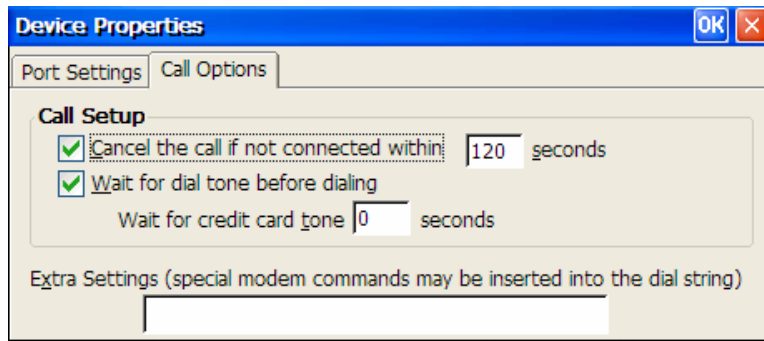 Device Properties OK
Port Settings Call Options
Call Setup
Cancel the call if not connected within 120 seconds
Wait for dial tone before dialing
Wait for credit card tone 0 seconds
Extra Settings (special modem commands may be inserted into the dial string)